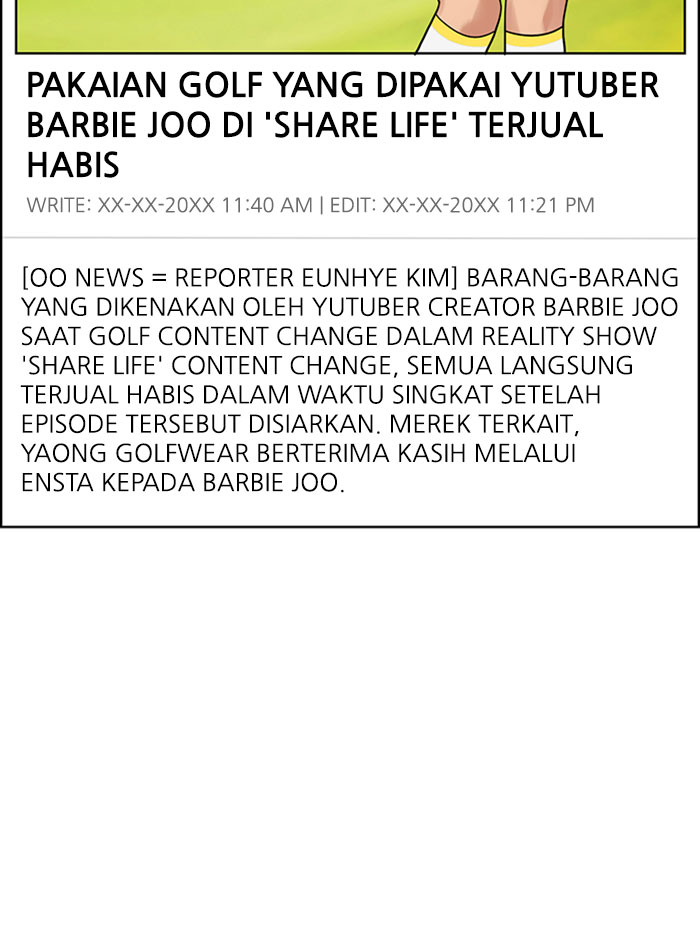 PAKAIAN GOLF YANG DIPAKAI YUTUBER
BARBIE JOO DI 'SHARE LIFE' TERJUAL
HABIS
WRITE: XX-XX-20XX 11:40 AM | EDIT: XX-XX-20XX 11:21 PM
[OO NEWS = REPORTER EUNHYE KIM] BARANG-BARANG
YANG DIKENAKAN OLEH YUTUBER CREATOR BARBIE JOO
SAAT GOLF CONTENT CHANGE DALAM REALITY SHOW
'SHARE LIFE' CONTENT CHANGE, SEMUA LANGSUNG
TERJUAL HABIS DALAM WAKTU SINGKAT SETELAH
EPISODE TERSEBUT DISIARKAN. MEREK TERKAIT,
YAONG GOLFWEAR BERTERIMA KASIH MELALUI
ENSTA KEPADA BARBIE JOO.